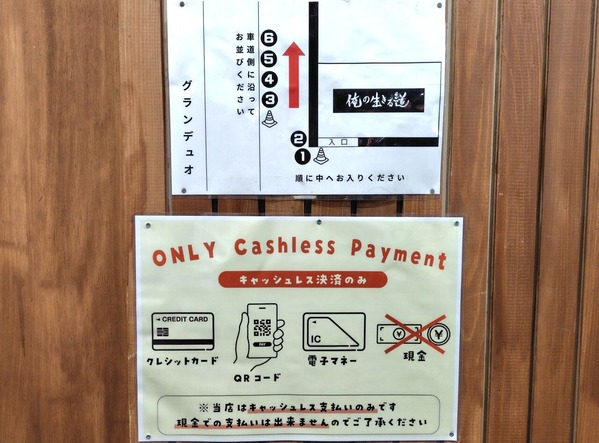 グランデュオ
車道側に沿って
お並びください
6
5
4
3
2
1
俺の生きる道
入口
順に中へお入りください
ONLY Cashless Payment
キャッシュレス決済のみ
CREDIT CARD
クレジットカード
PAY
QRコード
IC
電子マネー
¥
¥
現金
※当店はキャッシュレス支払いのみです
現金での支払いは出来ませんのでご了承ください